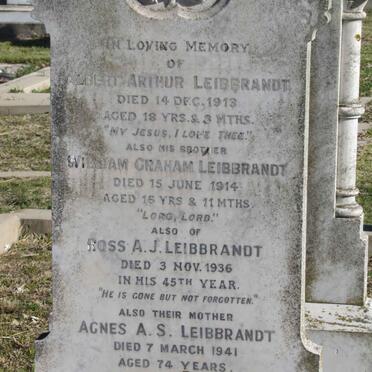 IN LOVING MEMORY
OF
ALBERT ARTHUR LEIBBRANDT
DIED 14 DEC. 1913
AGED 18 YRS. & 3 MTHS.
"MY JESUS, I LOVE THEE."
ALSO HIS BROTHER
WILLIAM GRAHAM LEIBBRANDT
DIED 15 JUNE 1914
AGED 15 YRS & 11 MTHS.
"LORD, LORD."
ALSO OF
ROSS A.J. LEIBBRANDT
DIED 3 NOV. 1936
IN HIS 45TH YEAR.
"HE IS GONE BUT NOT FORGOTTEN."
ALSO THEIR MOTHER
AGNES A.S. LEIBBRANDT
DIED 7 MARCH 1941
AGED 74 YEARS.